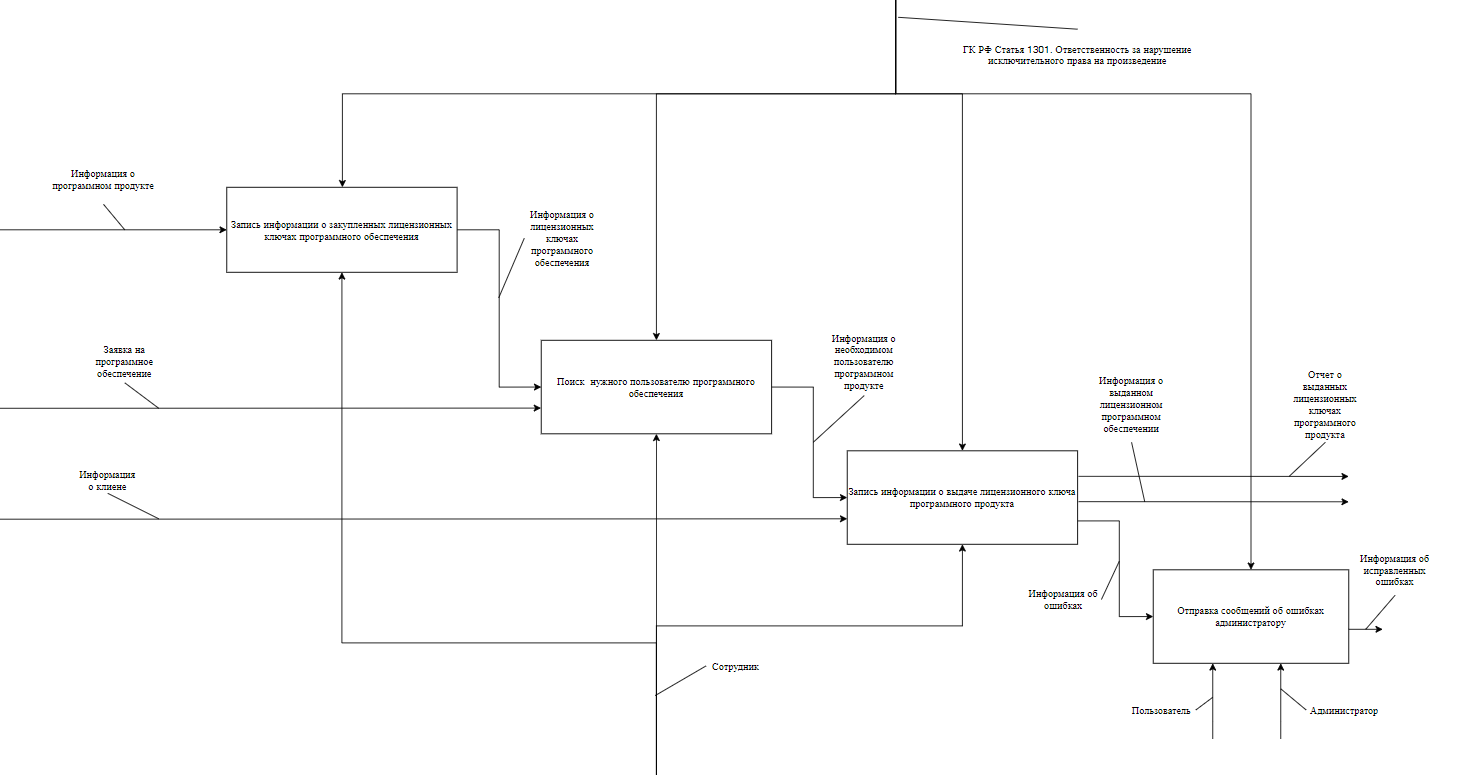 ГК РФ Статья 1301. Ответственность за нарушение
исключительного права на произведение
Информация о
программном продукте
Запись информации о закупленных лицензионных
ключах программного обеспечения
Информация о
лицензионных
ключах
программного
обеспечения
Заявка на
программное
обеспечение
Поиск нужного пользователю программного
обеспечения
Информация о
необходимом
пользователю
программном
продукте
Информация о
выданном
лицензионном
программном
обеспечении
Отчет о
выданных
лицензионных
ключах
программного
продукта
Информация
о клиене
Запись информации о выдаче лицензионного ключа
программного продукта
Информация об
ошибках
Отправка сообщений об ошибках
администратору
Информация об
исправленных
ошибках
Сотрудник
Пользователь
Администратор